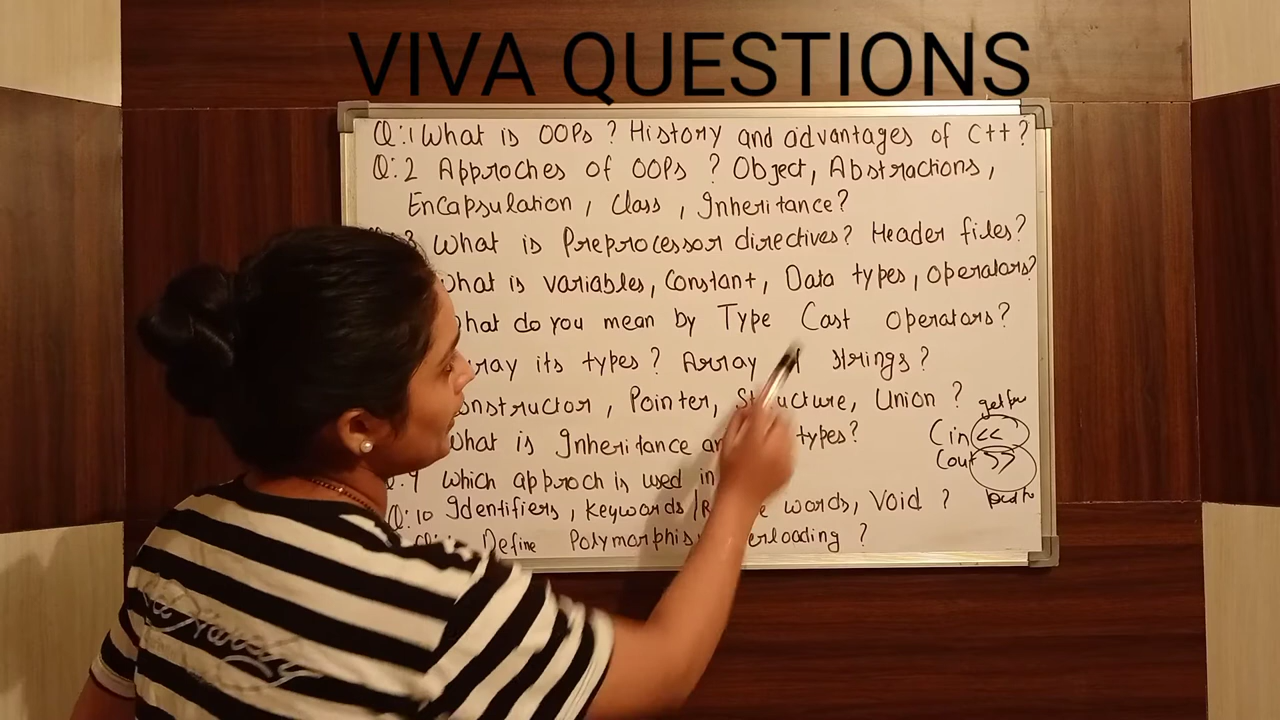 VIVA QUESTIONS
Q:1 What is OOPs ? History and advantages of C++ ?
Q:2 Approches of OOPs ? Object, Abstractions,
Encapsulation , Class , Inheritance?
3 What is Preprocessor directives? Header files?
What is variables, Constant, Data types, operators?
What do you mean by Type Cast operators?
its types ? Array strings ?
Pointer, Structure, Union ?
What is Inheritance types?
Which approch is used in
Q:10 Identifiers, Keywords words, Void ?
Define ?
Cin <<
Cout >>